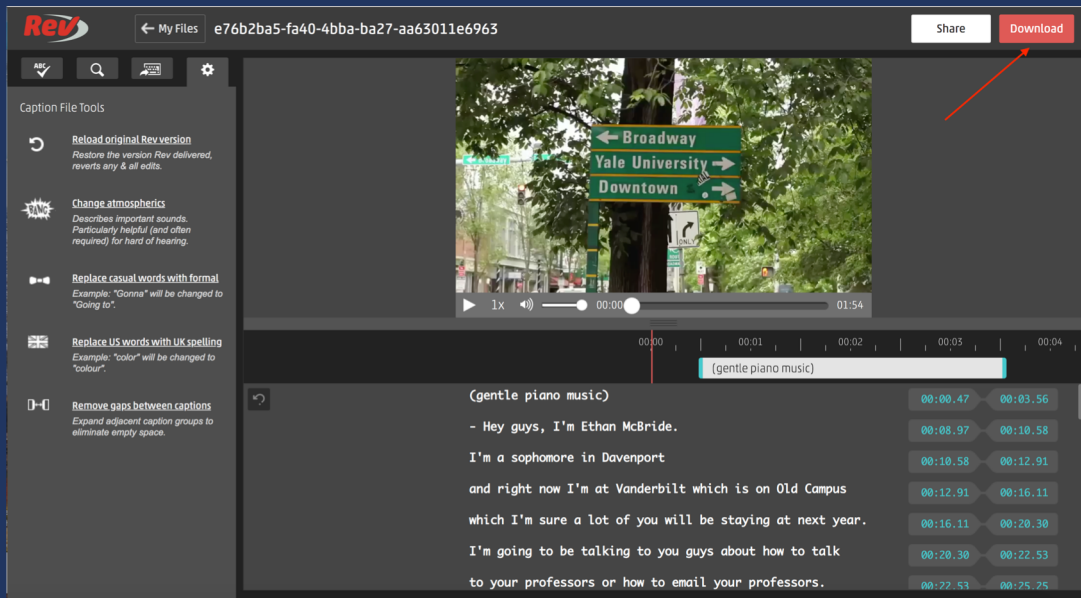 Rev
← My Files
e76b2ba5-fa40-4bba-ba27-aa63011e6963
Share
Download
ABC
Caption File Tools
Reload original Rev version
Restore the version Rev delivered,
reverts any & all edits.
Change atmospherics
Describes important sounds.
Particularly helpful (and often
required) for hard of hearing.
Replace casual words with formal
Example: "Gonna" will be changed to
"Going to".
Replace US words with UK spelling
Example: "color" will be changed to
"colour".
Remove gaps between captions
Expand adjacent caption groups to
eliminate empty space.
← Broadway
Yale University →
Downtown →
ONLY
1x 00:00 01:54
00:00 00:01 00:02 00:03 00:04
(gentle piano music)
(gentle piano music) 00:00.47 00:03.56
- Hey guys, I'm Ethan McBride. 00:08.97 00:10.58
I'm a sophomore in Davenport 00:10.58 00:12.91
and right now I'm at Vanderbilt which is on Old Campus 00:12.91 00:16.11
which I'm sure a lot of you will be staying at next year. 00:16.11 00:20.30
I'm going to be talking to you guys about how to talk 00:20.30 00:22.53
to your professors or how to email your professors. 00:22.53 00:25.25